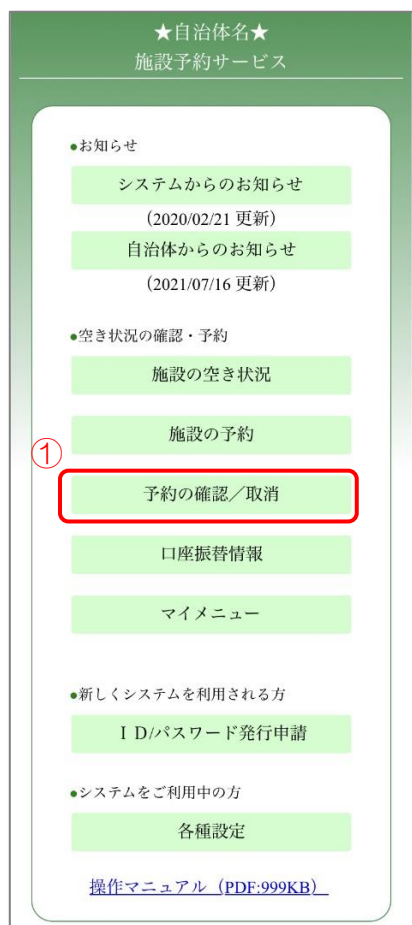 ★自治体名★
施設予約サービス
●お知らせ
システムからのお知らせ
（2020/02/21 更新）
自治体からのお知らせ
（2021/07/16 更新）
●空き状況の確認・予約
施設の空き状況
施設の予約
①
予約の確認／取消
口座振替情報
マイメニュー
●新しくシステムを利用される方
ＩＤ/パスワード発行申請
●システムをご利用中の方
各種設定
操作マニュアル（PDF:999KB）